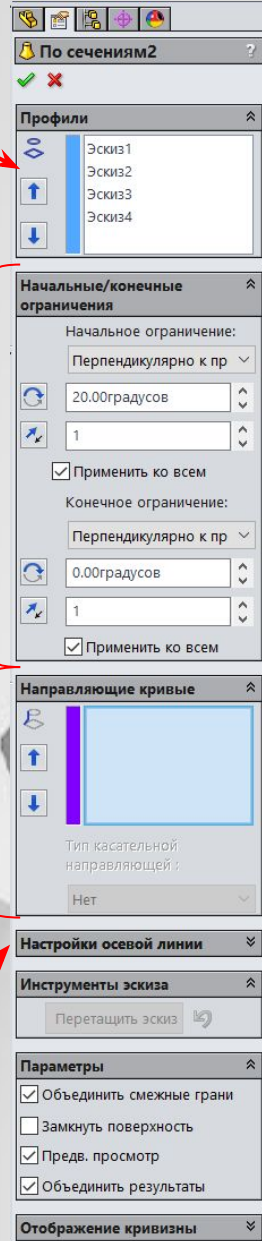 По сечениям2
?
Профили
Эскиз1
Эскиз2
Эскиз3
Эскиз4
Начальные/конечные
ограничения
Начальное ограничение:
Перпендикулярно к пр
20.00градусов
1
Применить ко всем
Конечное ограничение:
Перпендикулярно к пр
0.00градусов
1
Применить ко всем
Направляющие кривые
Тип касательной
направляющей :
Нет
Настройки осевой линии
Инструменты эскиза
Перетащить эскиз
Параметры
Объединить смежные грани
Замкнуть поверхность
Предв. просмотр
Объединить результаты
Отображение кривизны